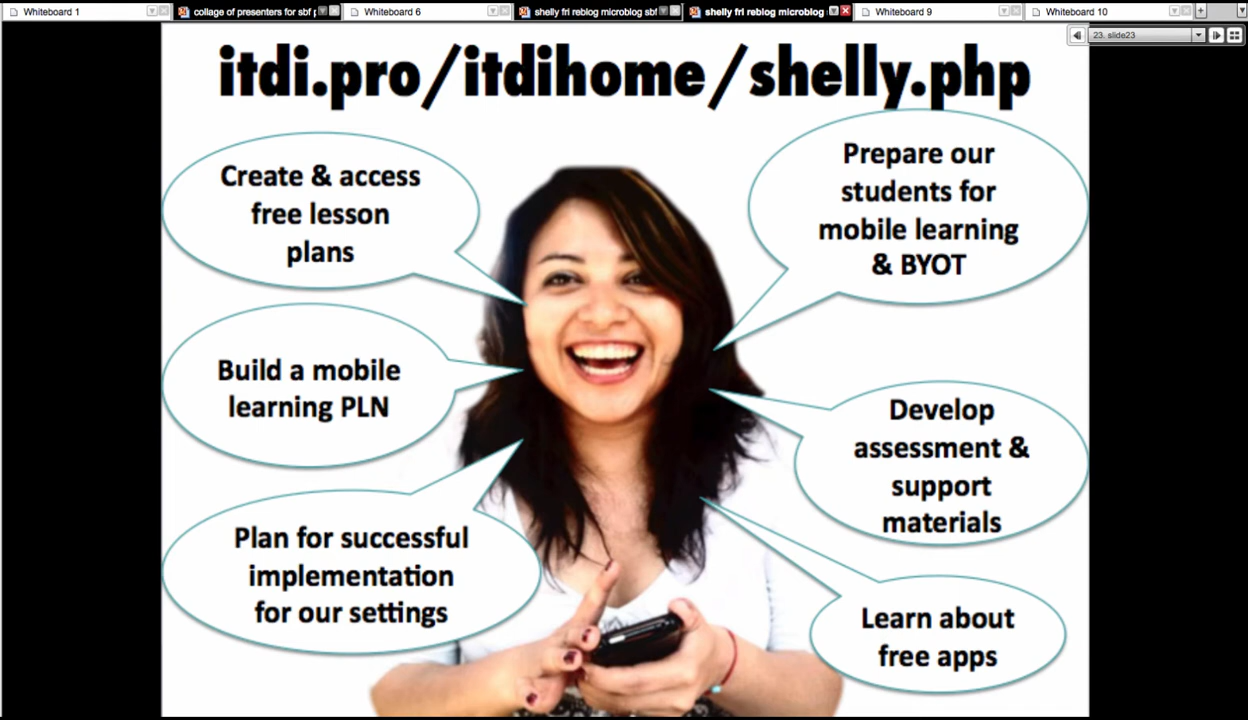 Whiteboard 1
collage of presenters for sbf p
Whiteboard 6
shelly fri reblog microblog sbf
shelly fri reblog microblog
Whiteboard 9
Whiteboard 10
23. slide23
itdi.pro/itdihome/shelly.php
Create & access
free lesson
plans
Prepare our
students for
mobile learning
& BYOT
Build a mobile
learning PLN
Develop
assessment &
support
materials
Plan for successful
implementation
for our settings
Learn about
free apps